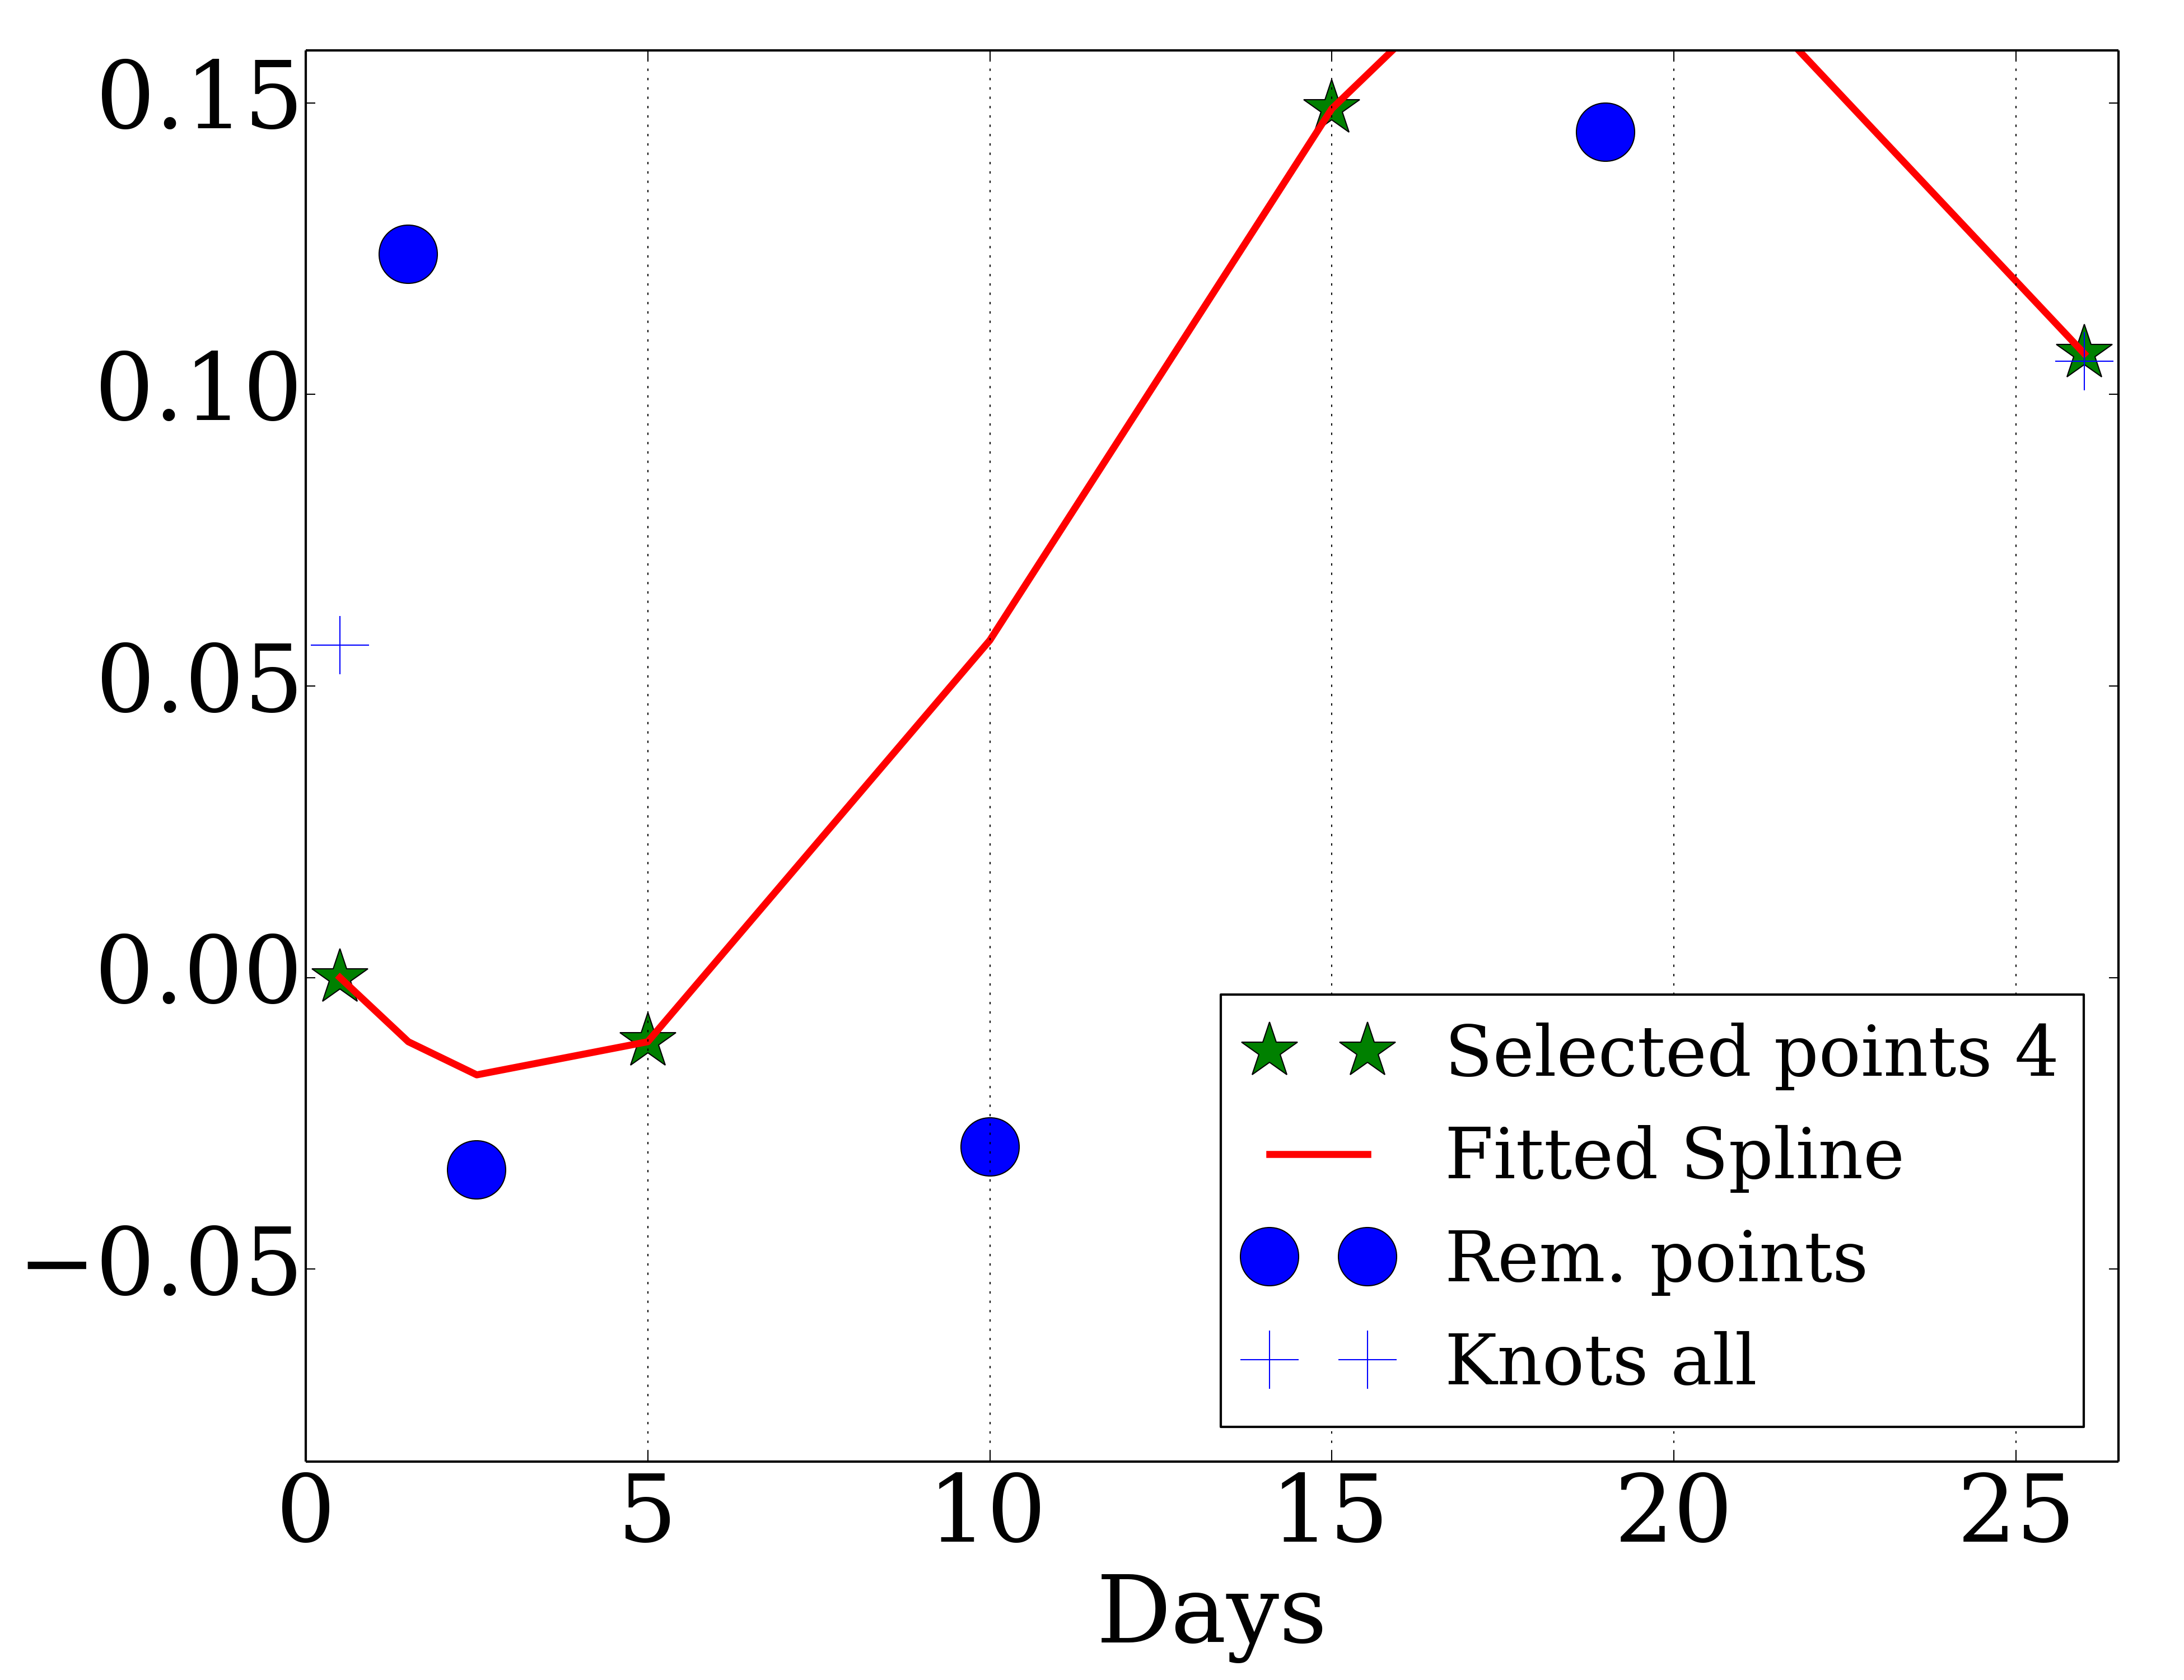 0.15
0.10
0.05
0.00
−0.05
0 5 10 15 20 25
Days
Selected points 4
Fitted Spline
Rem. points
Knots all